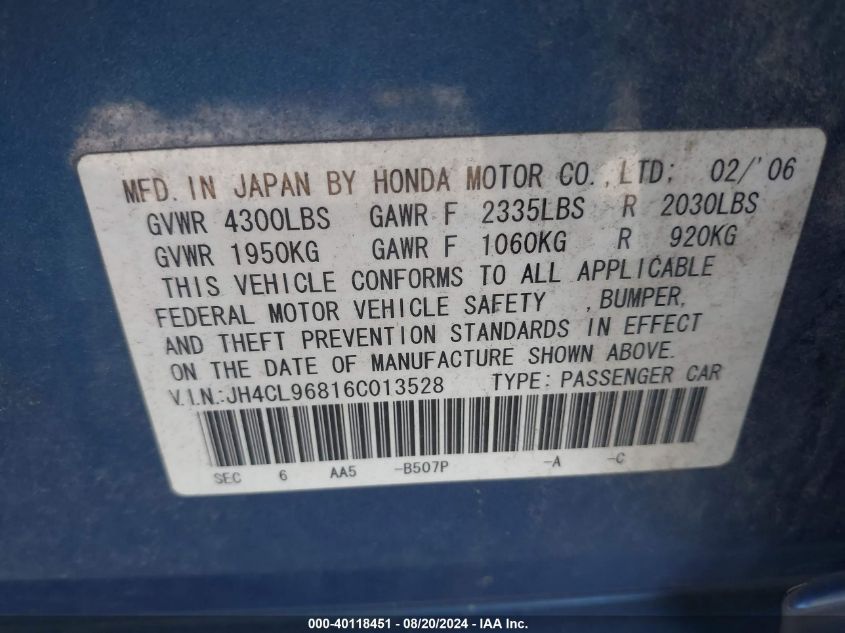 MFD. IN JAPAN BY HONDA MOTOR CO., LTD; 02/'06
GVWR 4300LBS GAWR F 2335LBS R 2030LBS
GVWR 1950KG GAWR F 1060KG R 920KG
THIS VEHICLE CONFORMS TO ALL APPLICABLE
FEDERAL MOTOR VEHICLE SAFETY , BUMPER,
AND THEFT PREVENTION STANDARDS IN EFFECT
ON THE DATE OF MANUFACTURE SHOWN ABOVE.
V.I.N.:JH4CL96816C013528 TYPE: PASSENGER CAR
SEC 6 AA5 -B507P -A -C
000-40118451 - 08/20/2024 - IAA Inc.